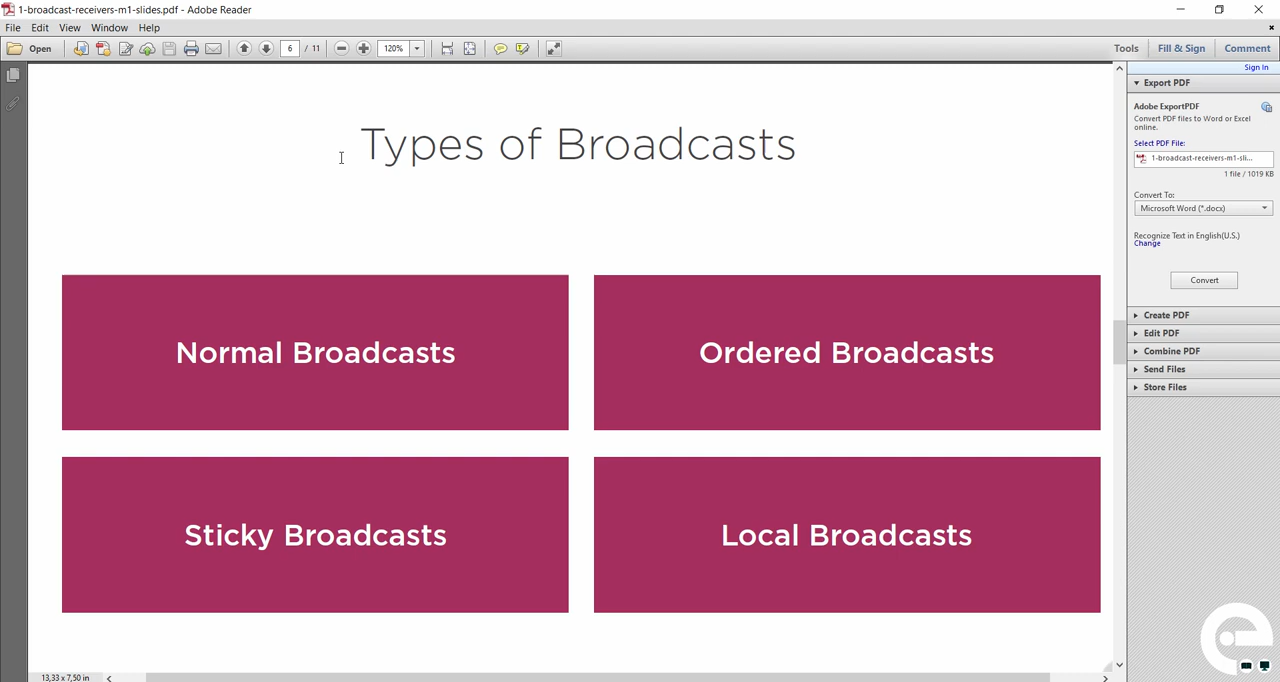 1-broadcast-receivers-m1-slides.pdf - Adobe Reader
File Edit View Window Help
Open 6 / 11 120% Tools Fill & Sign Comment
Sign In
Export PDF
Adobe ExportPDF
Convert PDF files to Word or Excel
online.
Select PDF File:
1-broadcast-receivers-m1-sli...
1 file / 1019 KB
Convert To:
Microsoft Word (*.docx)
Recognize Text in English(U.S.)
Change
Convert
Create PDF
Edit PDF
Combine PDF
Send Files
Store Files
Types of Broadcasts
Normal Broadcasts
Ordered Broadcasts
Sticky Broadcasts
Local Broadcasts
13,33 x 7,50 in